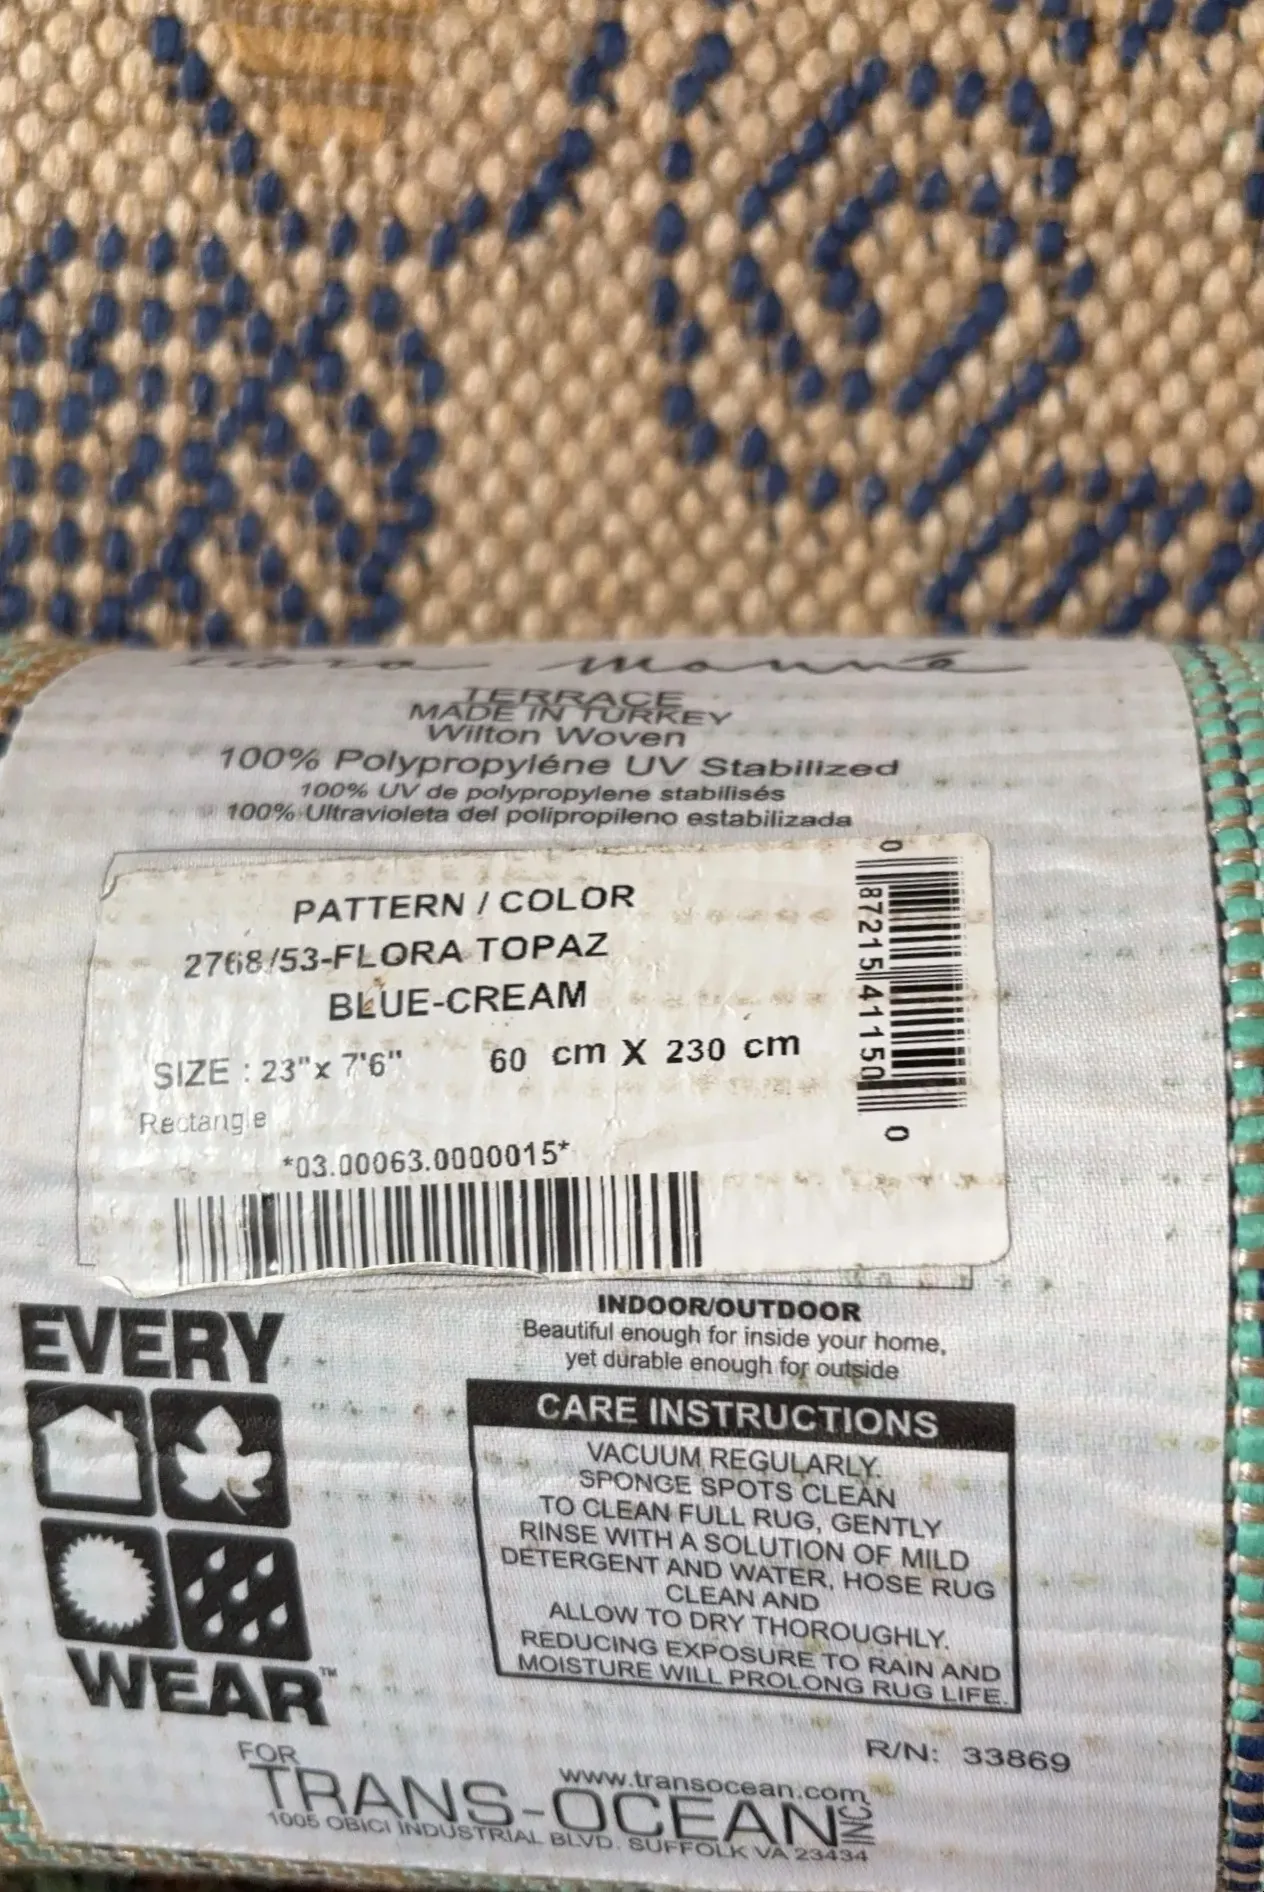 liora manné
TERRACE
MADE IN TURKEY
Wilton Woven
100% Polypropyléne UV Stabilized
100% UV de polypropylene stabilisés
100% Ultravioleta del polipropileno estabilizada
PATTERN / COLOR
2768/53-FLORA TOPAZ
BLUE-CREAM
SIZE : 23"x 7'6" 60 cm X 230 cm
Rectangle
*03.00063.0000015*
0 87215 41150 0
EVERY
WEAR™
INDOOR/OUTDOOR
Beautiful enough for inside your home,
yet durable enough for outside
CARE INSTRUCTIONS
VACUUM REGULARLY.
SPONGE SPOTS CLEAN
TO CLEAN FULL RUG, GENTLY
RINSE WITH A SOLUTION OF MILD
DETERGENT AND WATER, HOSE RUG
CLEAN AND
ALLOW TO DRY THOROUGHLY.
REDUCING EXPOSURE TO RAIN AND
MOISTURE WILL PROLONG RUG LIFE.
R/N: 33869
FOR
www.transocean.com
TRANS-OCEAN INC
1005 OBICI INDUSTRIAL BLVD. SUFFOLK VA 23434